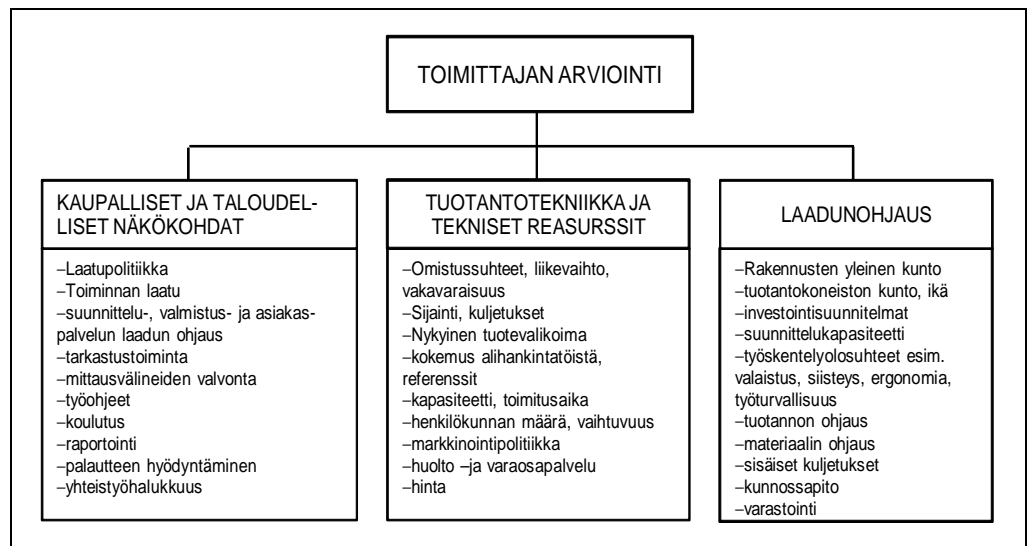 TOIMITTAJAN ARVIOINTI
KAUPALLISET JA TALOUDEL-
LISET NÄKÖKOHDAT
–Laatupolitiikka
–Toiminnan laatu
–suunnittelu-, valmistus- ja asiakas-
palvelun laadun ohjaus
–tarkastustoiminta
–mittausvälineiden valvonta
–työohjeet
–koulutus
–raportointi
–palautteen hyödyntäminen
–yhteistyöhalukkuus
TUOTANTOTEKNIIKKA JA
TEKNISET REASURSSIT
–Omistussuhteet, liikevaihto,
vakavaraisuus
–Sijainti, kuljetukset
–Nykyinen tuotevalikoima
–kokemus alihankintatöistä,
referenssit
–kapasiteetti, toimitusaika
–henkilökunnan määrä, vaihtuvuus
–markkinointipolitiikka
–huolto –ja varaosapalvelu
–hinta
LAADUNOHJAUS
–Rakennusten yleinen kunto
–tuotantokoneiston kunto, ikä
–investointisuunnitelmat
–suunnittelukapasiteetti
–työskentelyolosuhteet esim.
valaistus, siisteys, ergonomia,
työturvallisuus
–tuotannon ohjaus
–materiaalin ohjaus
–sisäiset kuljetukset
–kunnossapito
–varastointi